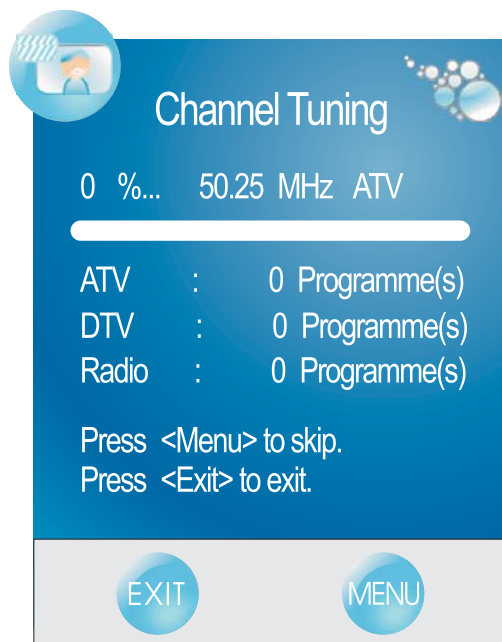 Channel Tuning
0 %... 50.25 MHz ATV
ATV : 0 Programme(s)
DTV : 0 Programme(s)
Radio : 0 Programme(s)
Press <Menu> to skip.
Press <Exit> to exit.
EXIT MENU